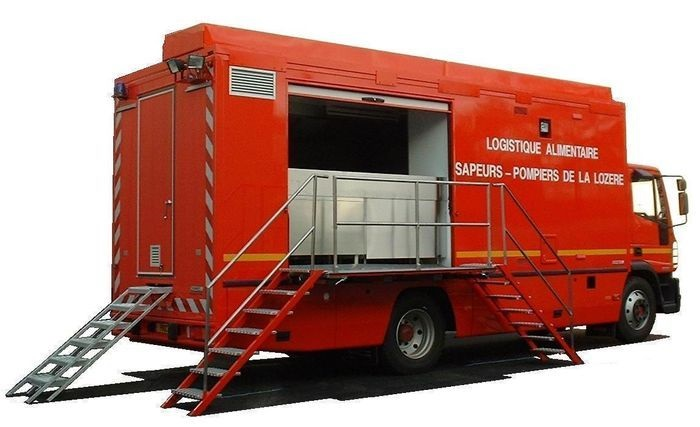 LOGISTIQUE ALIMENTAIRE
SAPEURS - POMPIERS DE LA LOZERE